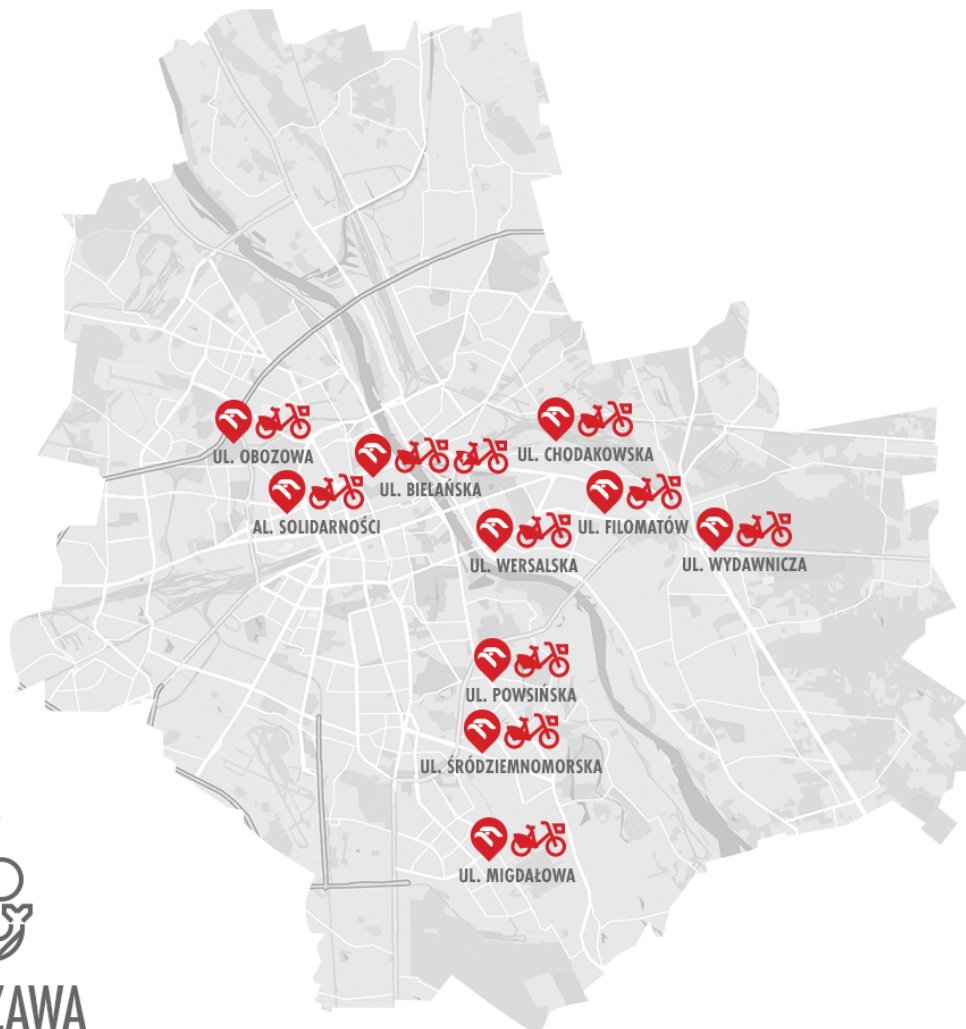 UL. OBOZOWA
UL. CHODAKOWSKA
UL. BIELAŃSKA
AL. SOLIDARNOŚCI
UL. FILOMATÓW
UL. WERSALSKA
UL. WYDAWNICZA
UL. POWSIŃSKA
UL. ŚRÓDZIEMNOMORSKA
UL. MIGDAŁOWA
ZAWA